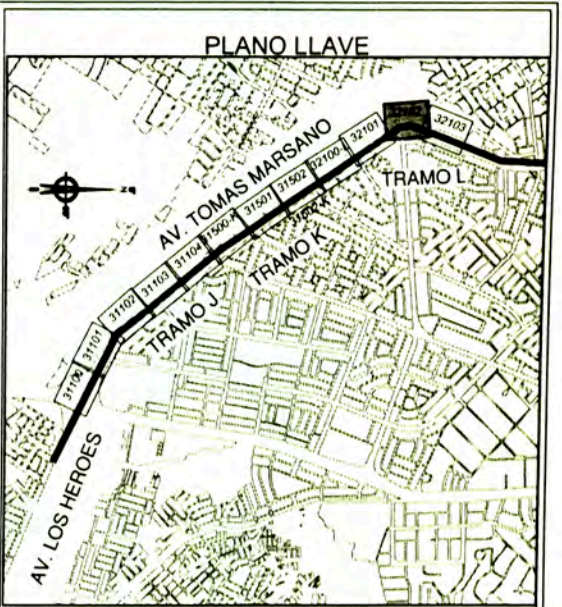 PLANO LLAVE
32103
32101
TRAMO L
AV. TOMAS MARSANO
31502
31501
TRAMO K
31103
31102
TRAMO J
31101
31100
AV. LOS HEROES